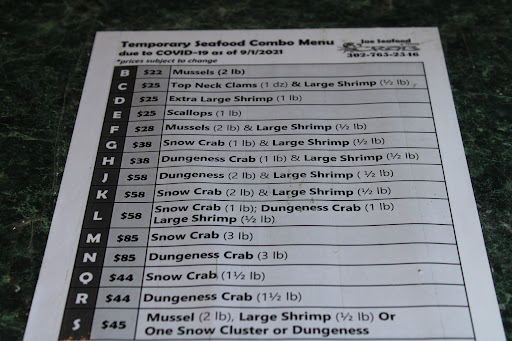 Temporary Seafood Combo Menu
due to COVID-19 as of 9/1/2021
*prices subject to change
Joe Seafood
302-765-2346
B $22 Mussels (2 lb)
C $25 Top Neck Clams (1 dz) & Large Shrimp (½ lb)
D $25 Extra Large Shrimp (1 lb)
E $25 Scallops (1 lb)
F $28 Mussels (2 lb) & Large Shrimp (½ lb)
G $38 Snow Crab (1 lb) & Large Shrimp (½ lb)
H $38 Dungeness Crab (1 lb) & Large Shrimp (½ lb)
J $58 Dungeness (2 lb) & Large Shrimp ( ½ lb)
K $58 Snow Crab (2 lb) & Large Shrimp (½ lb)
L $58 Snow Crab (1 lb); Dungeness Crab (1 lb)
Large Shrimp (½ lb)
M $85 Snow Crab (3 lb)
N $85 Dungeness Crab (3 lb)
Q $44 Snow Crab (1½ lb)
R $44 Dungeness Crab (1½ lb)
S $45 Mussel (2 lb), Large Shrimp (½ lb) Or
One Snow Cluster or Dungeness